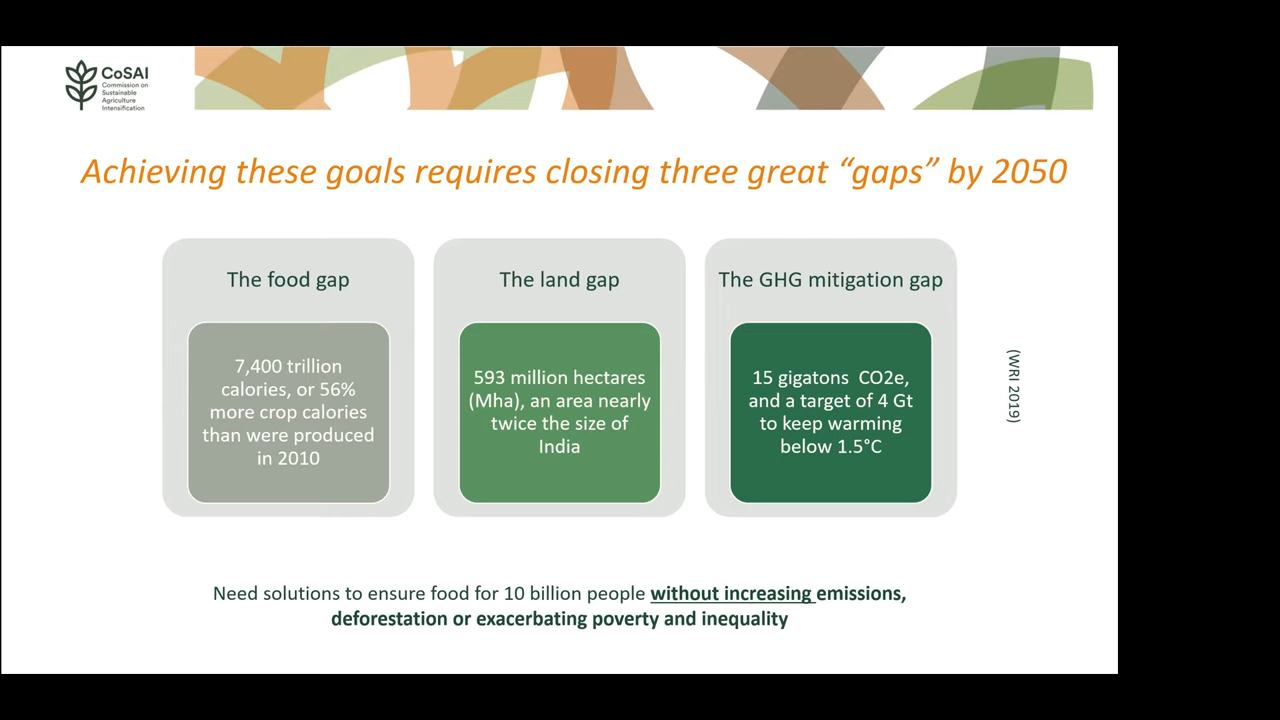 CoSAI
Commission on
Sustainable
Agriculture
Intensification
Achieving these goals requires closing three great “gaps” by 2050
The food gap
7,400 trillion
calories, or 56%
more crop calories
than were produced
in 2010
The land gap
593 million hectares
(Mha), an area nearly
twice the size of
India
The GHG mitigation gap
15 gigatons CO2e,
and a target of 4 Gt
to keep warming
below 1.5°C
(WRI 2019)
Need solutions to ensure food for 10 billion people without increasing emissions,
deforestation or exacerbating poverty and inequality